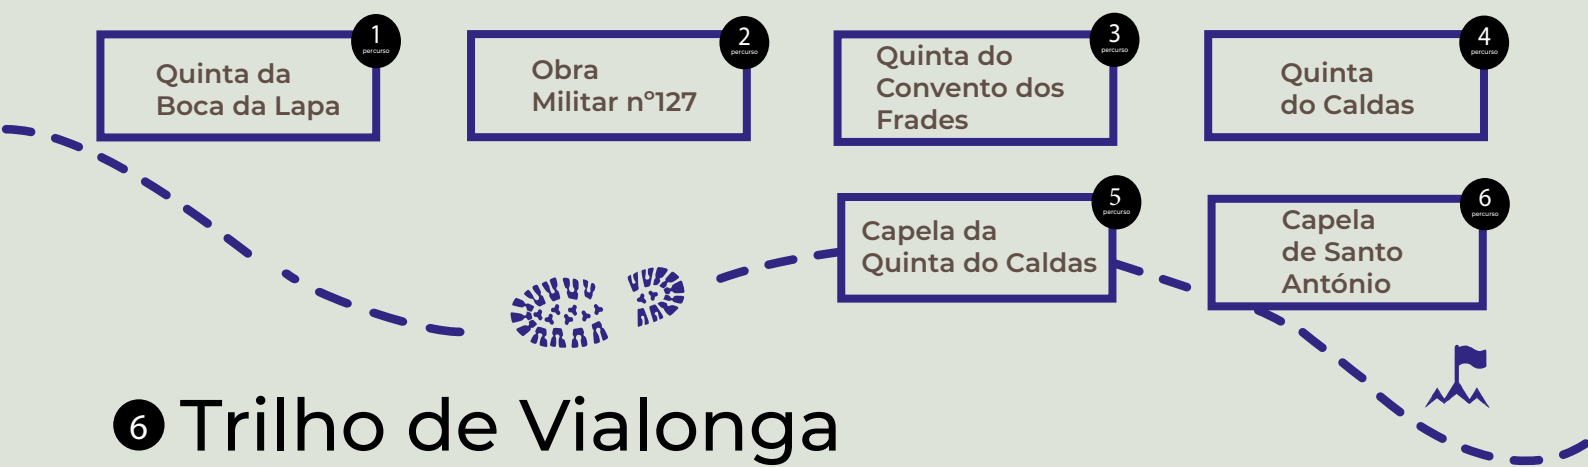 1
percurso
Quinta da
Boca da Lapa
2
percurso
Obra
Militar nº127
3
percurso
Quinta do
Convento dos
Frades
4
percurso
Quinta
do Caldas
5
percurso
Capela da
Quinta do Caldas
6
percurso
Capela
de Santo
António
6 Trilho de Vialonga